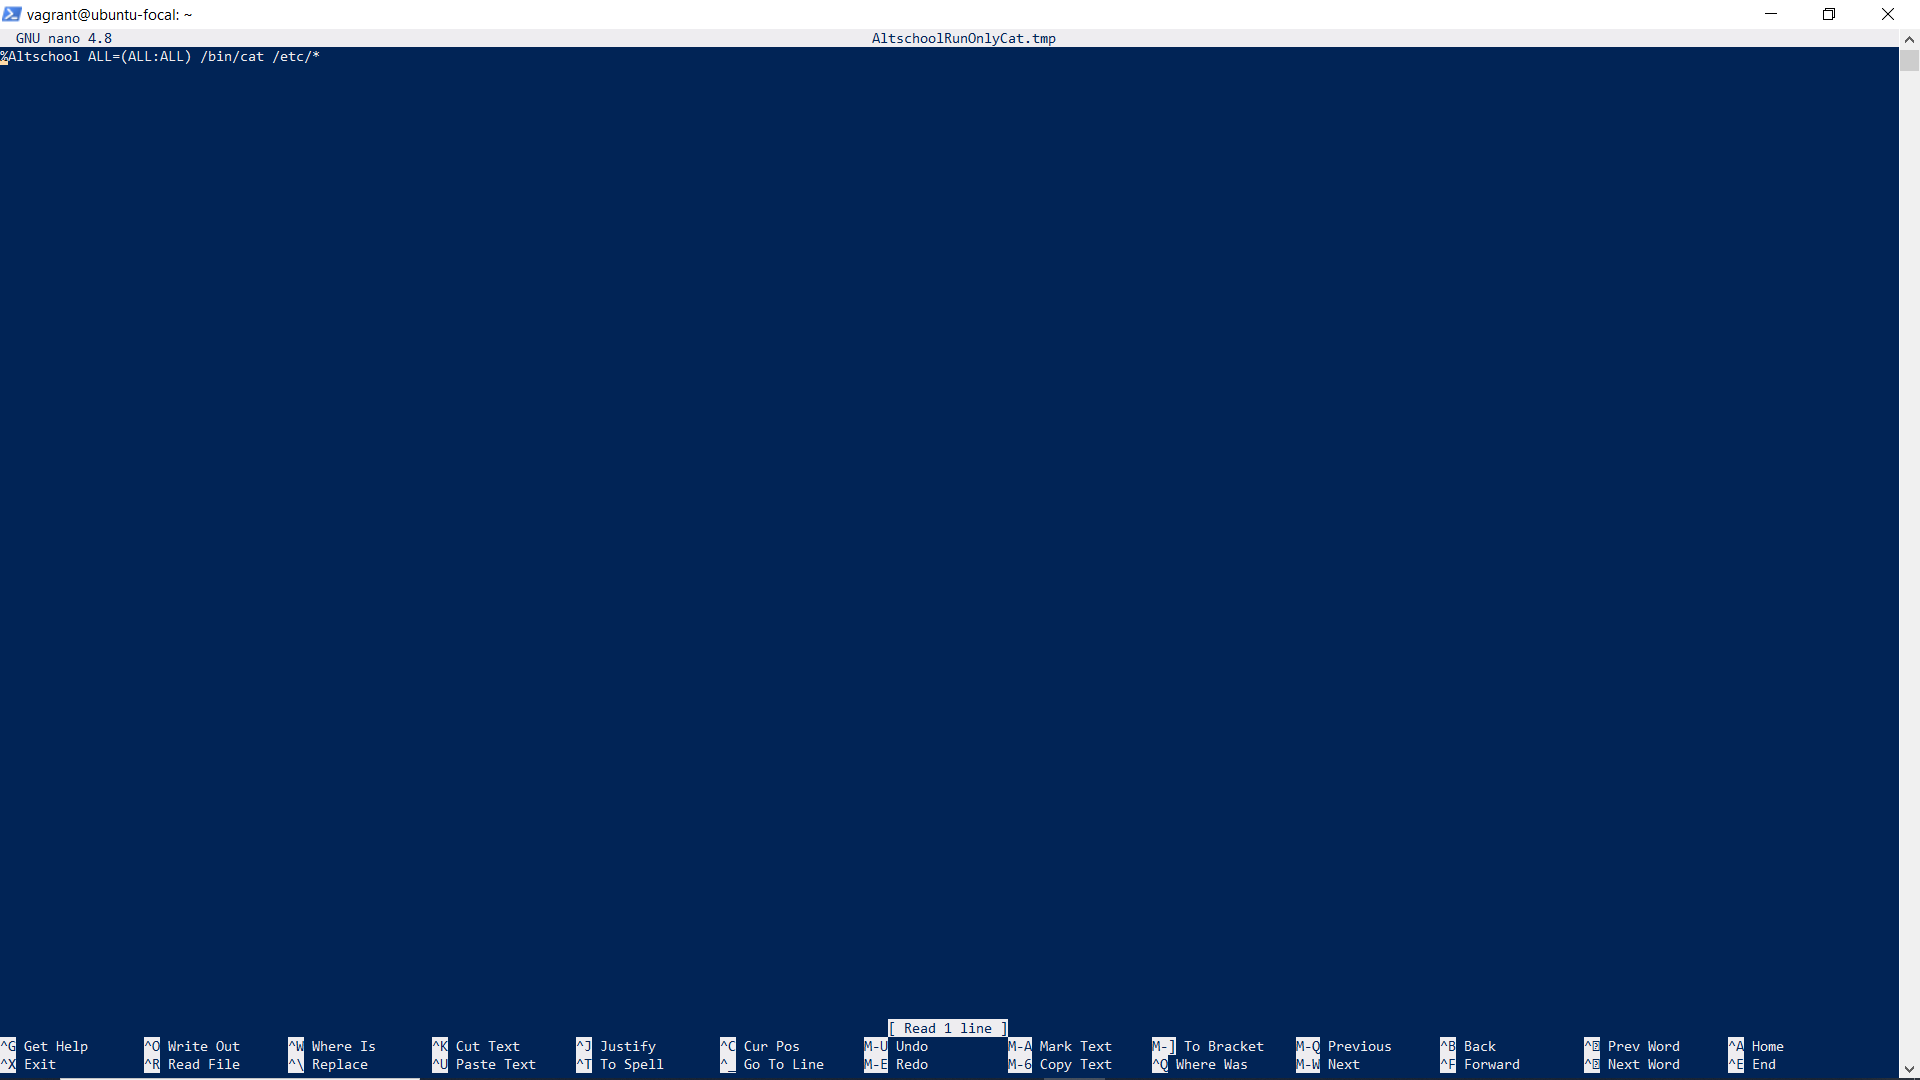 vagrant@ubuntu-focal: ~
GNU nano 4.8 AltschoolRunOnlyCat.tmp
%Altschool ALL=(ALL:ALL) /bin/cat /etc/*
[ Read 1 line ]
^G Get Help ^O Write Out ^W Where Is ^K Cut Text ^J Justify ^C Cur Pos M-U Undo M-A Mark Text M-] To Bracket M-Q Previous ^B Back ^ Prev Word ^A Home
^X Exit ^R Read File ^\ Replace ^U Paste Text ^T To Spell ^_ Go To Line M-E Redo M-6 Copy Text ^Q Where Was M-W Next ^F Forward ^ Next Word ^E End